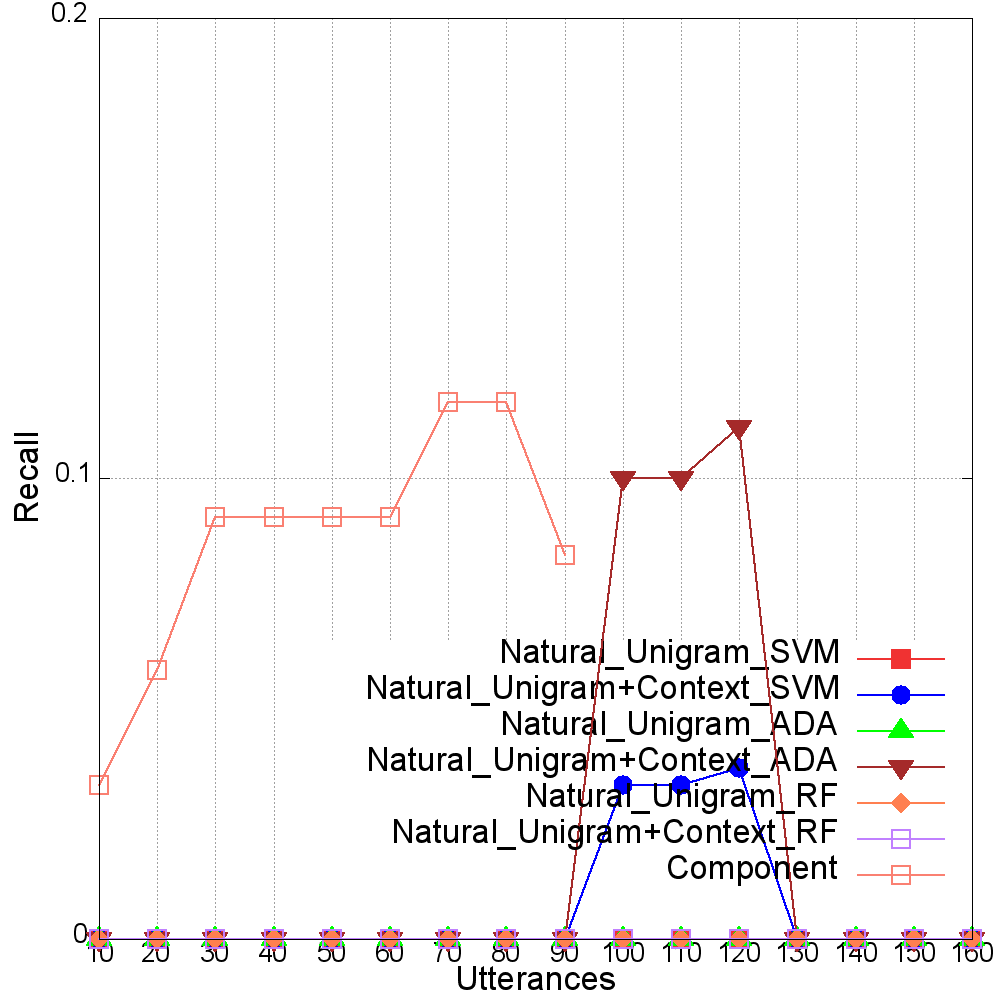 0.2
0.1
0
Recall
Natural_Unigram_SVM
Natural_Unigram+Context_SVM
Natural_Unigram_ADA
Natural_Unigram+Context_ADA
Natural_Unigram_RF
Natural_Unigram+Context_RF
Component
10 20 30 40 50 60 70 80 90 100 110 120 130 140 150 160
Utterances